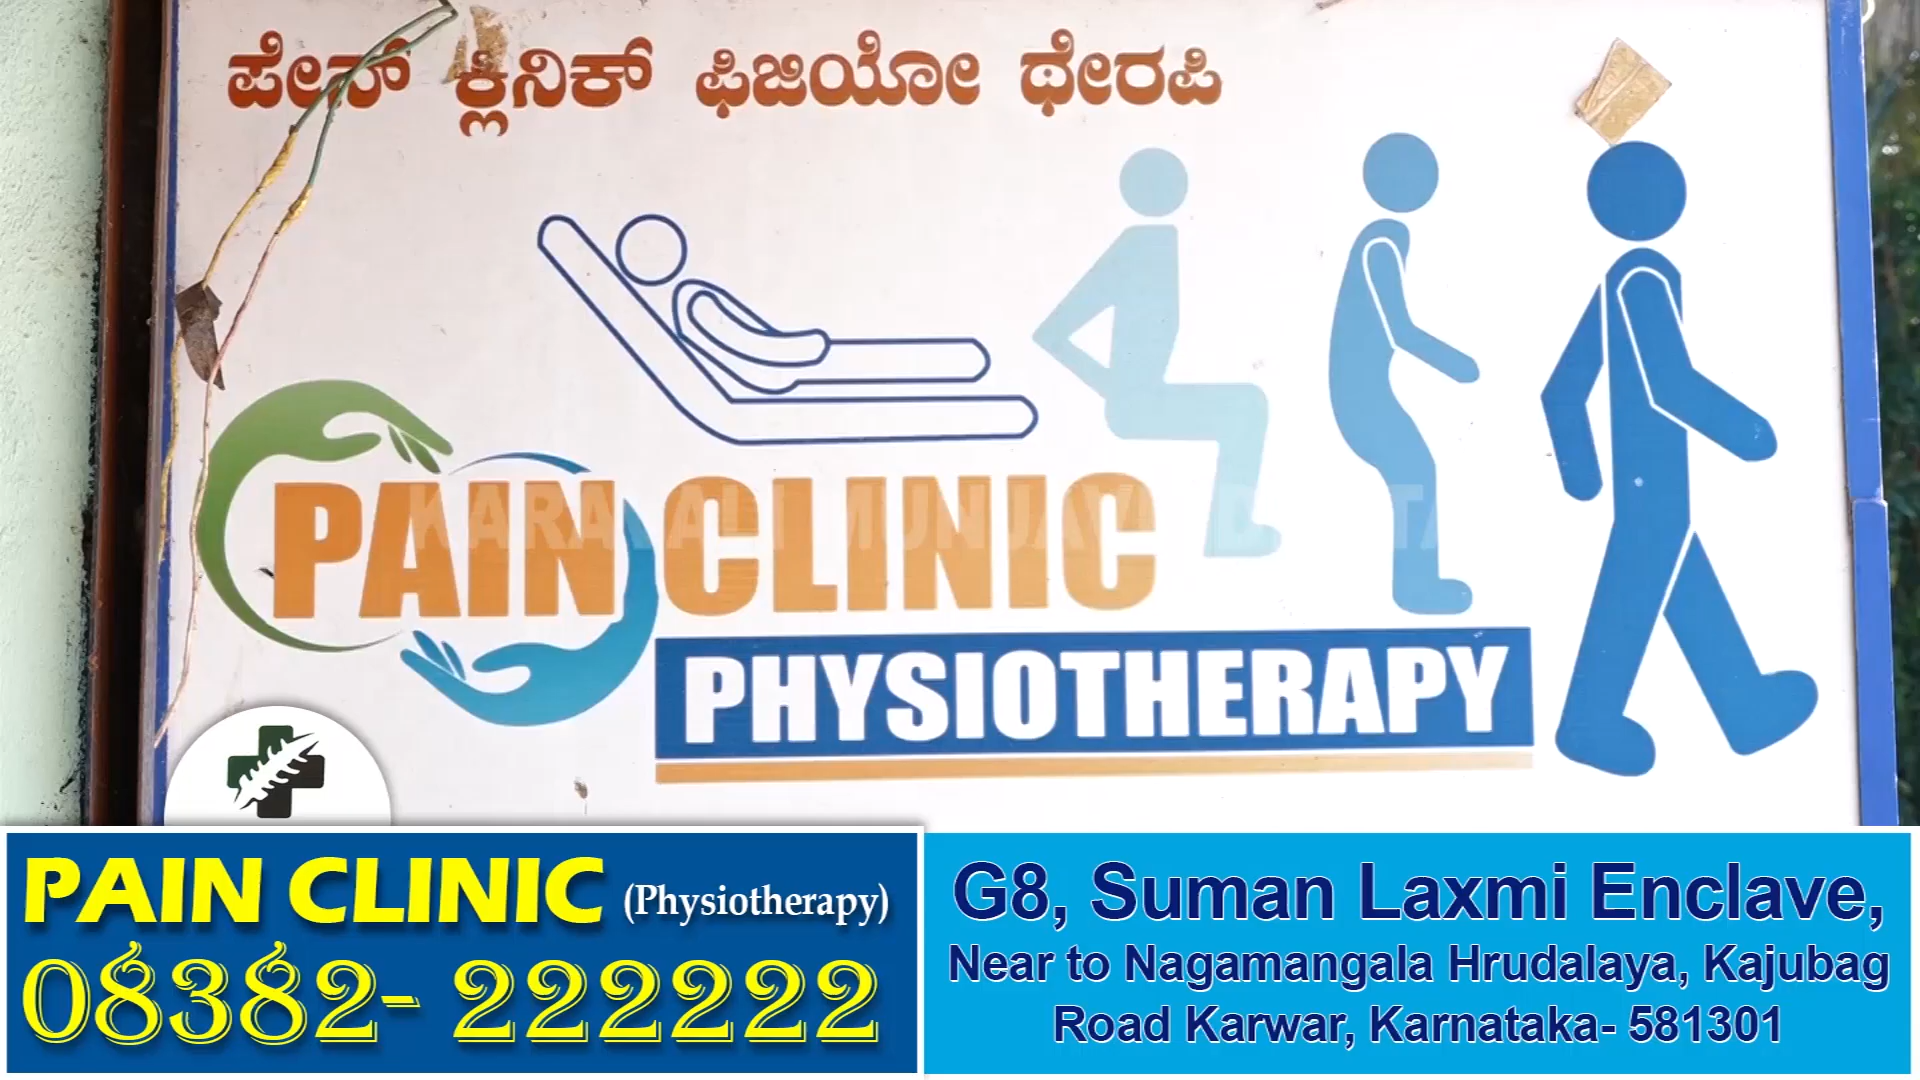 ಪೇನ್ ಕ್ಲಿನಿಕ್ ಫಿಜಿಯೋ ಥೇರಪಿ
PAIN CLINIC
PHYSIOTHERAPY
PAIN CLINIC (Physiotherapy)
08382- 222222
G8, Suman Laxmi Enclave,
Near to Nagamangala Hrudalaya, Kajubag
Road Karwar, Karnataka- 581301